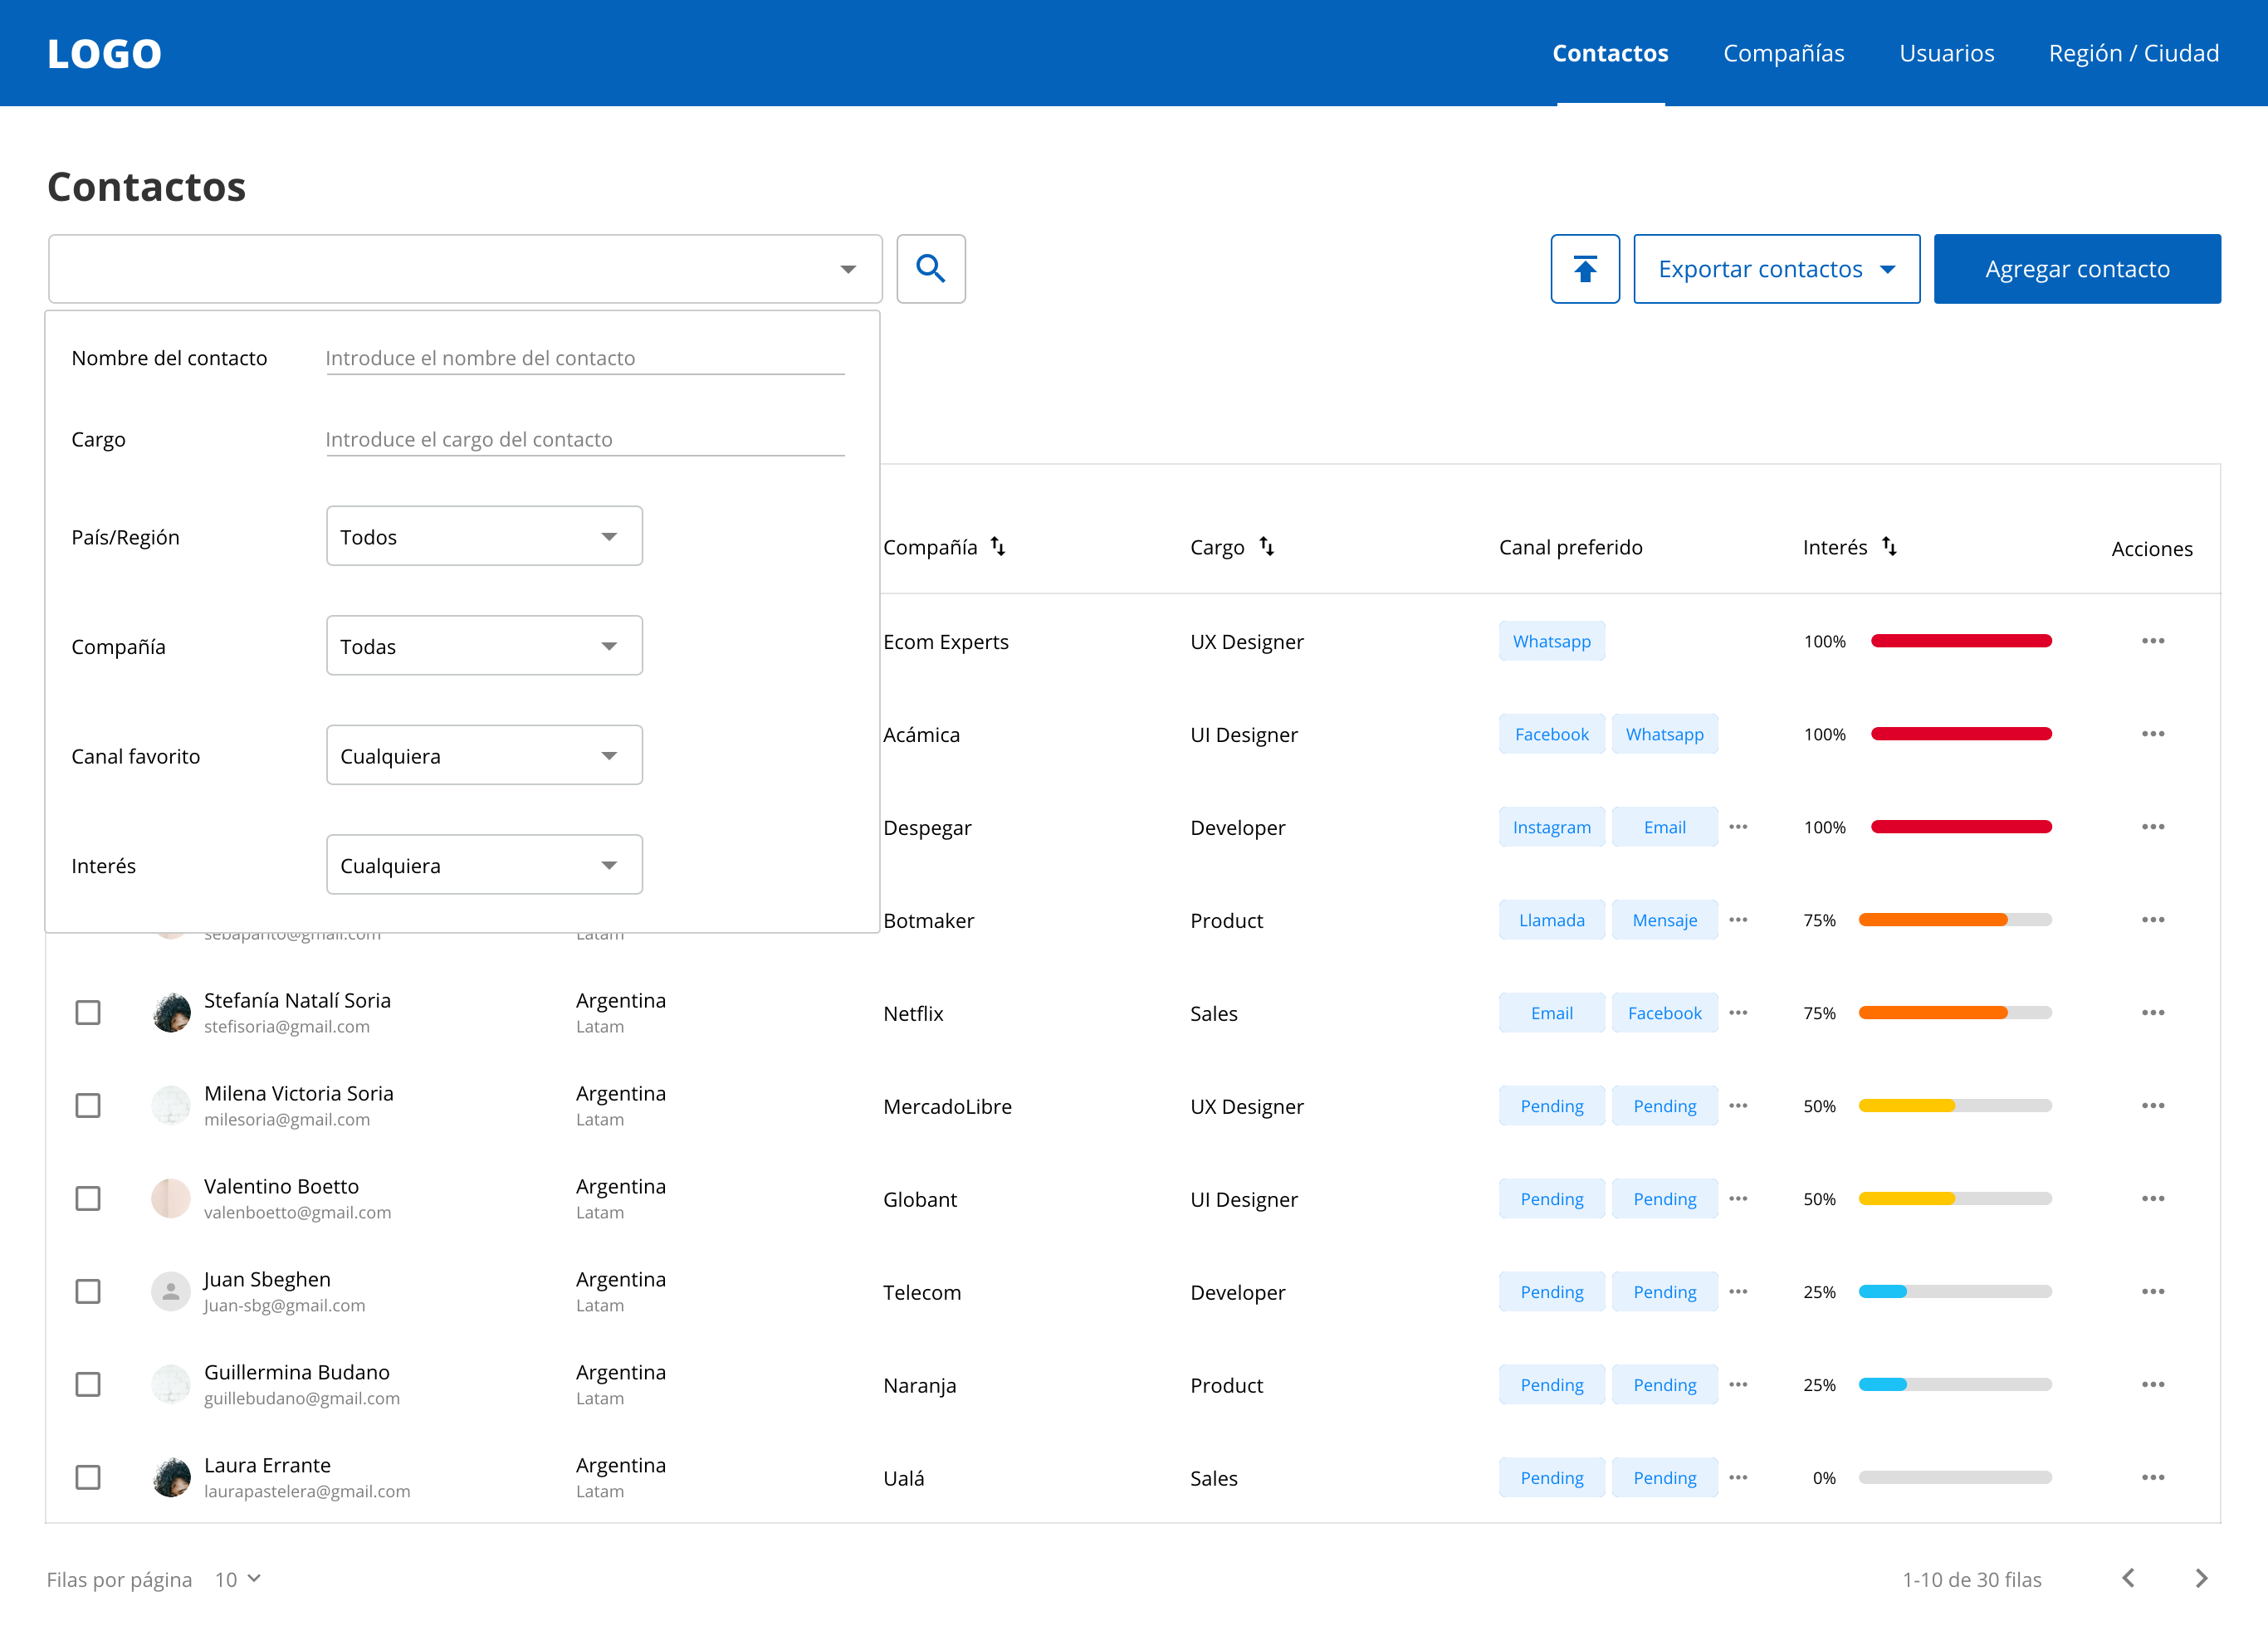 LOGO
Contactos Compañías Usuarios Región / Ciudad
Contactos
Exportar contactos Agregar contacto
Nombre del contacto Introduce el nombre del contacto
Cargo Introduce el cargo del contacto
País/Región Todos
Compañía Todas
Canal favorito Cualquiera
Interés Cualquiera
Compañía Cargo Canal preferido Interés Acciones
Ecom Experts UX Designer Whatsapp 100%
Acámica UI Designer Facebook Whatsapp 100%
Despegar Developer Instagram Email 100%
Botmaker Product Llamada Mensaje 75%
Latam
Stefanía Natalí Soria Argentina
stefisoria@gmail.com Latam
Netflix Sales Email Facebook 75%
Milena Victoria Soria Argentina
milesoria@gmail.com Latam
MercadoLibre UX Designer Pending Pending 50%
Valentino Boetto Argentina
valenboetto@gmail.com Latam
Globant UI Designer Pending Pending 50%
Juan Sbeghen Argentina
Juan-sbg@gmail.com Latam
Telecom Developer Pending Pending 25%
Guillermina Budano Argentina
guillebudano@gmail.com Latam
Naranja Product Pending Pending 25%
Laura Errante Argentina
laurapastelera@gmail.com Latam
Ualá Sales Pending Pending 0%
Filas por página 10 1-10 de 30 filas